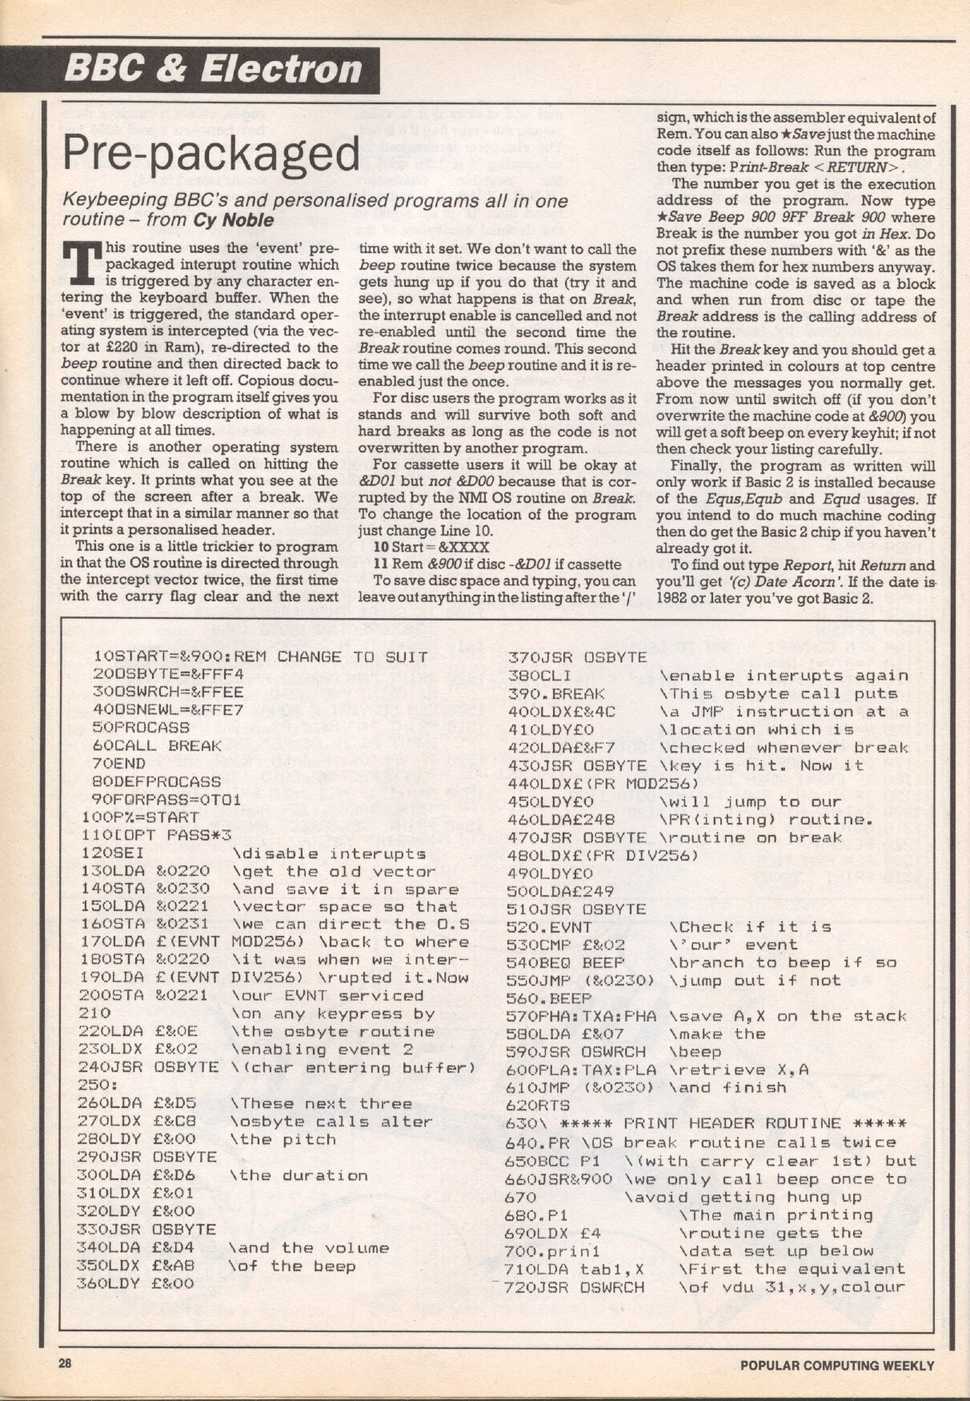 BBC & Electron
Pre-packaged
Keybeeping BBC's and personalised programs all in one
routine – from Cy Noble
This routine uses the 'event' pre-
packaged interupt routine which
is triggered by any character en-
tering the keyboard buffer. When the
'event' is triggered, the standard oper-
ating system is intercepted (via the vec-
tor at £220 in Ram), re-directed to the
beep routine and then directed back to
continue where it left off. Copious docu-
mentation in the program itself gives you
a blow by blow description of what is
happening at all times.
There is another operating system
routine which is called on hitting the
Break key. It prints what you see at the
top of the screen after a break. We
intercept that in a similar manner so that
it prints a personalised header.
This one is a little trickier to program
in that the OS routine is directed through
the intercept vector twice, the first time
with the carry flag clear and the next
time with it set. We don't want to call the
beep routine twice because the system
gets hung up if you do that (try it and
see), so what happens is that on Break,
the interrupt enable is cancelled and not
re-enabled until the second time the
Break routine comes round. This second
time we call the beep routine and it is re-
enabled just the once.
For disc users the program works as it
stands and will survive both soft and
hard breaks as long as the code is not
overwritten by another program.
For cassette users it will be okay at
&D01 but not &D00 because that is cor-
rupted by the NMI OS routine on Break.
To change the location of the program
just change Line 10.
10 Start = &XXXX
11 Rem &900 if disc -&D01 if cassette
To save disc space and typing, you can
leave out anything in the listing after the '/'
sign, which is the assembler equivalent of
Rem. You can also ★Save just the machine
code itself as follows: Run the program
then type: Print-Break <RETURN>.
The number you get is the execution
address of the program. Now type
★Save Beep 900 9FF Break 900 where
Break is the number you got in Hex. Do
not prefix these numbers with '&' as the
OS takes them for hex numbers anyway.
The machine code is saved as a block
and when run from disc or tape the
Break address is the calling address of
the routine.
Hit the Break key and you should get a
header printed in colours at top centre
above the messages you normally get.
From now until switch off (if you don't
overwrite the machine code at &900) you
will get a soft beep on every keyhit; if not
then check your listing carefully.
Finally, the program as written will
only work if Basic 2 is installed because
of the Equs,Equb and Equd usages. If
you intend to do much machine coding
then do get the Basic 2 chip if you haven't
already got it.
To find out type Report, hit Return and
you'll get '(c) Date Acorn'. If the date is
1982 or later you've got Basic 2.
10START=&900:REM CHANGE TO SUIT
20OSBYTE=&FFF4
30OSWRCH=&FFEE
40OSNEWL=&FFE7
50PROCASS
60CALL BREAK
70END
80DEFPROCASS
90FORPASS=0TO1
100P%=START
110[OPT PASS*3
120SEI \disable interupts
130LDA &0220 \get the old vector
140STA &0230 \and save it in spare
150LDA &0221 \vector space so that
160STA &0231 \we can direct the O.S
170LDA £(EVNT MOD256) \back to where
180STA &0220 \it was when we inter-
190LDA £(EVNT DIV256) \rupted it.Now
200STA &0221 \our EVNT serviced
210 \on any keypress by
220LDA £&0E \the osbyte routine
230LDX £&02 \enabling event 2
240JSR OSBYTE \(char entering buffer)
250:
260LDA £&D5 \These next three
270LDX £&C8 \osbyte calls alter
280LDY £&00 \the pitch
290JSR OSBYTE
300LDA £&D6 \the duration
310LDX £&01
320LDY £&00
330JSR OSBYTE
340LDA £&D4 \and the volume
350LDX £&AB \of the beep
360LDY £&00
370JSR OSBYTE
380CLI \enable interupts again
390.BREAK \This osbyte call puts
400LDX£&4C \a JMP instruction at a
410LDY£0 \location which is
420LDA£&F7 \checked whenever break
430JSR OSBYTE \key is hit. Now it
440LDX£(PR MOD256)
450LDY£0 \will jump to our
460LDA£248 \PR(inting) routine.
470JSR OSBYTE \routine on break
480LDX£(PR DIV256)
490LDY£0
500LDA£249
510JSR OSBYTE
520.EVNT \Check if it is
530CMP £&02 \'our' event
540BEQ BEEP \branch to beep if so
550JMP (&0230) \jump out if not
560.BEEP
570PHA:TXA:PHA \save A,X on the stack
580LDA £&07 \make the
590JSR OSWRCH \beep
600PLA:TAX:PLA \retrieve X,A
610JMP (&0230) \and finish
620RTS
630\ ***** PRINT HEADER ROUTINE *****
640.PR \OS break routine calls twice
650BCC P1 \(with carry clear 1st) but
660JSR&900 \we only call beep once to
670 \avoid getting hung up
680.P1 \The main printing
690LDX £4 \routine gets the
700.prin1 \data set up below
710LDA tab1,X \First the equivalent
720JSR OSWRCH \of vdu 31,x,y,colour
28
POPULAR COMPUTING WEEKLY